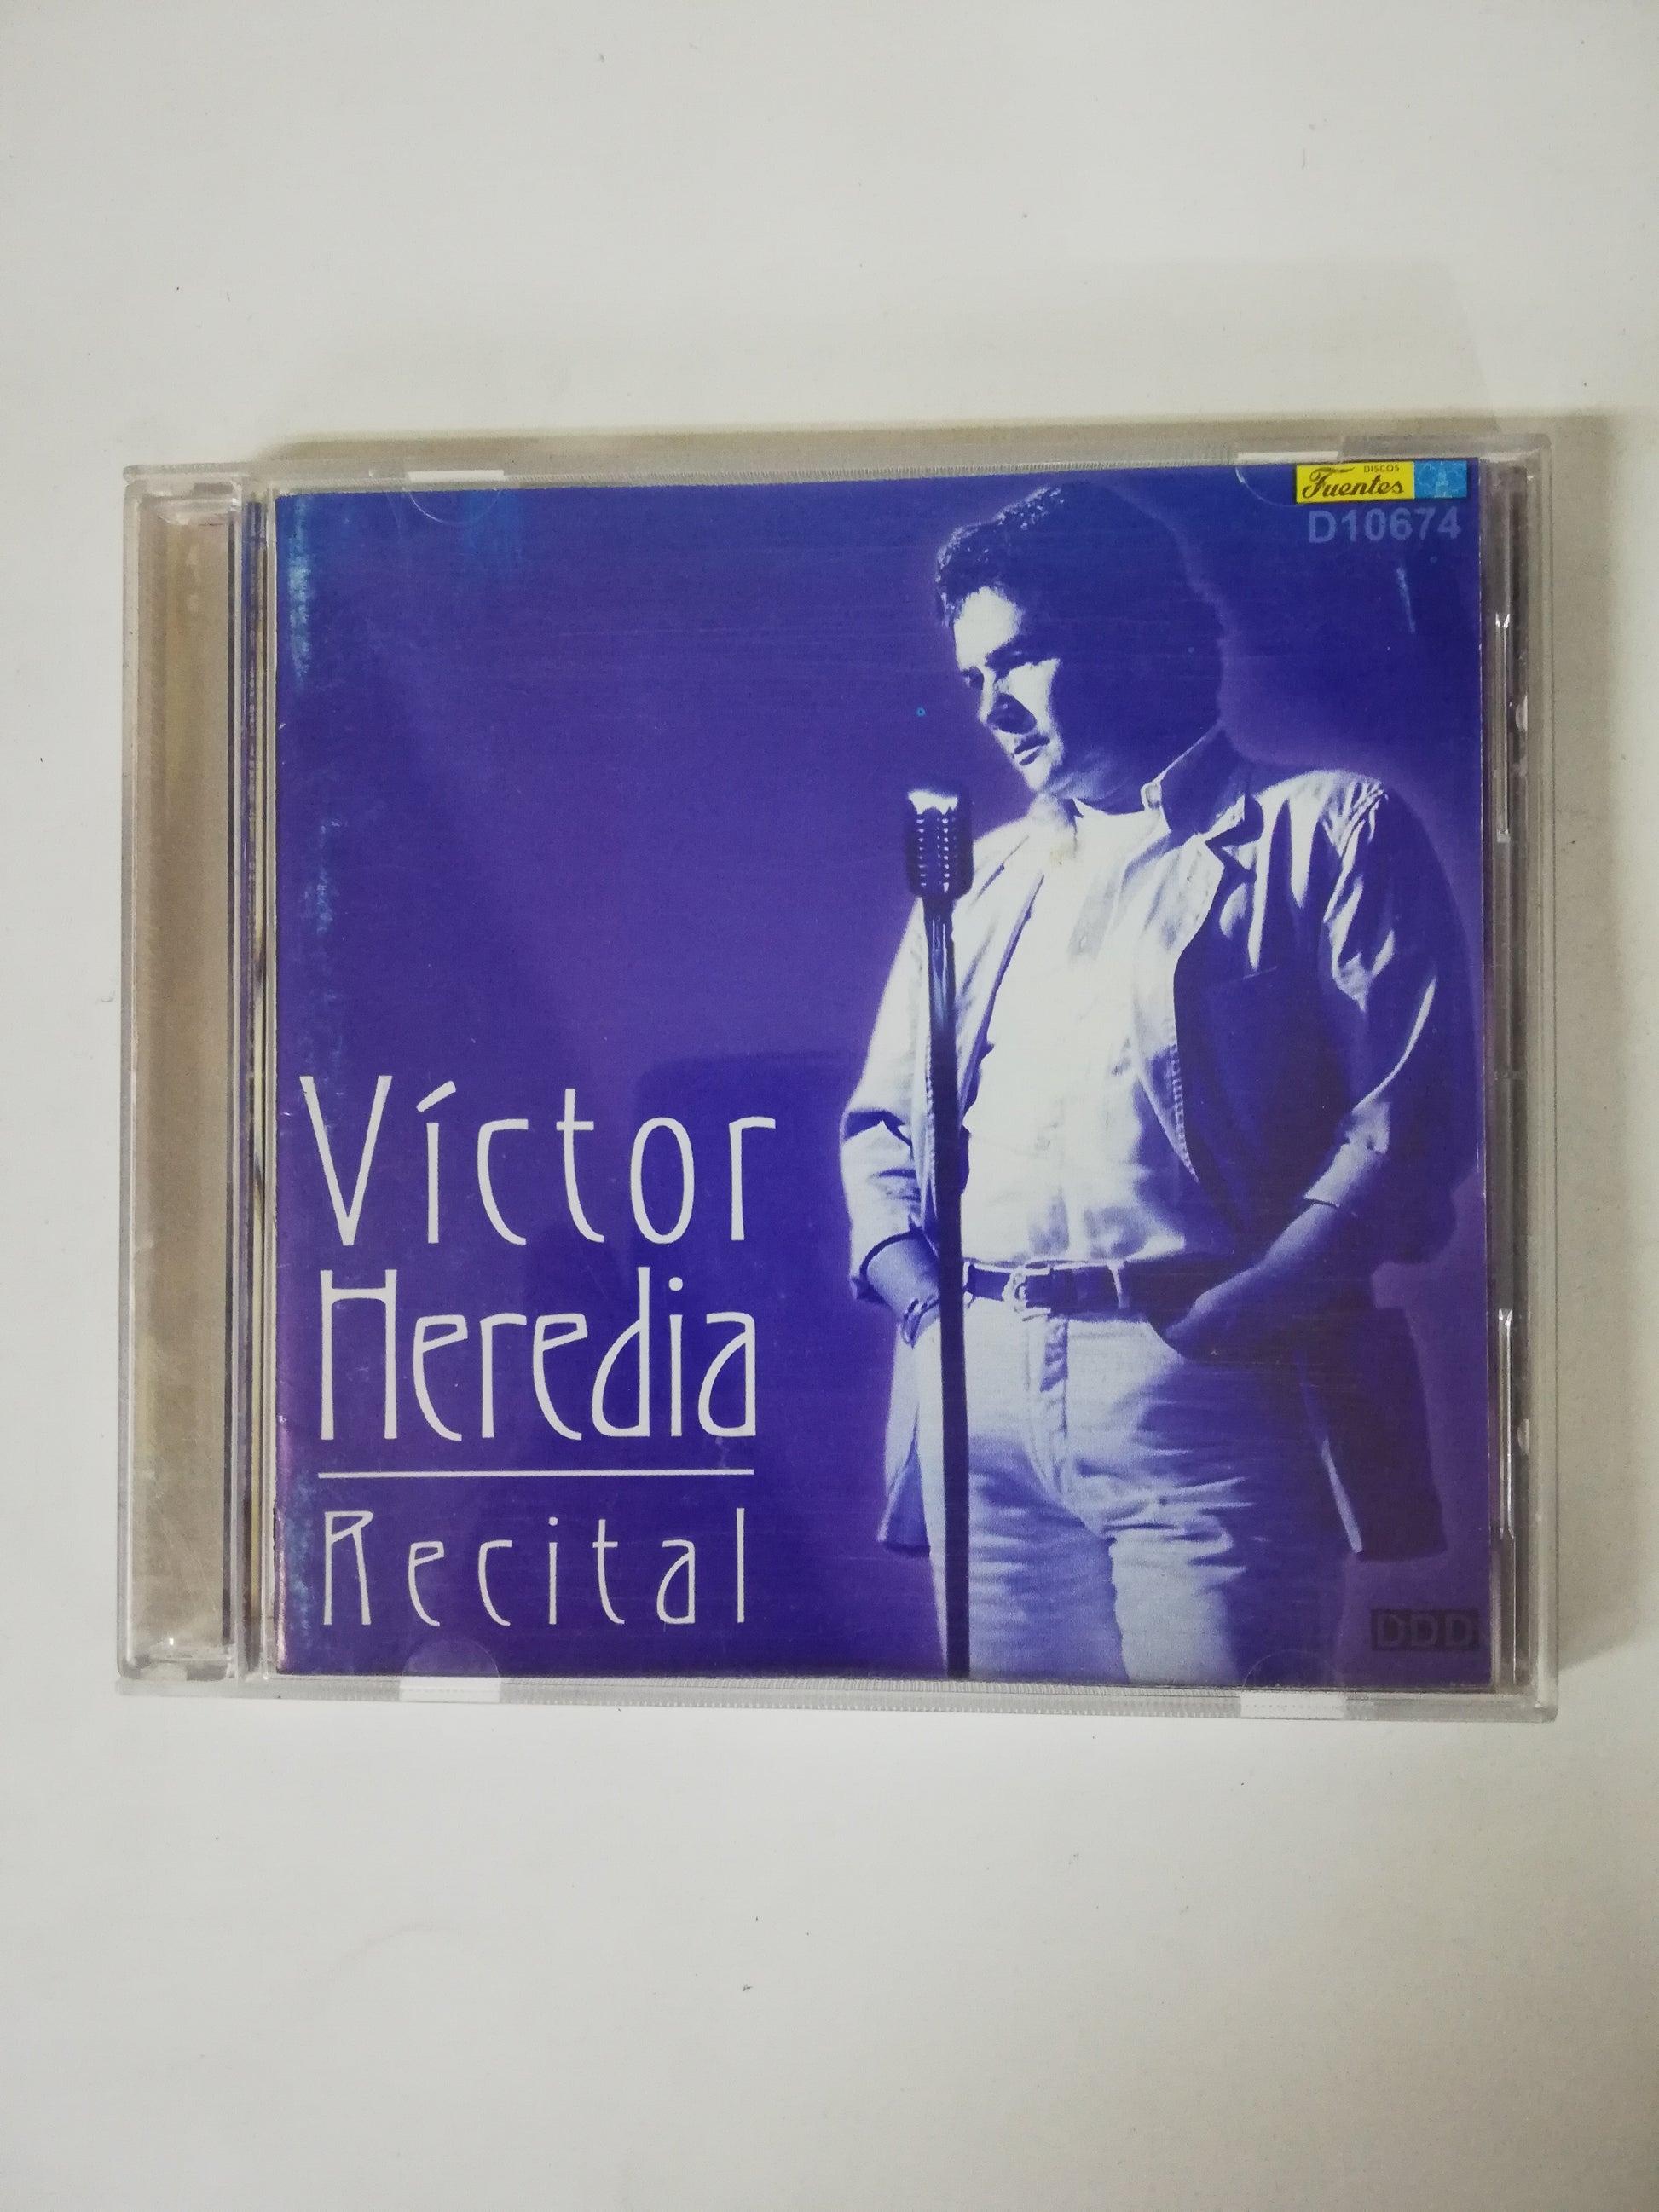 DISCOS
Fuentes
D10674
Víctor
Heredia
Recital
DDD